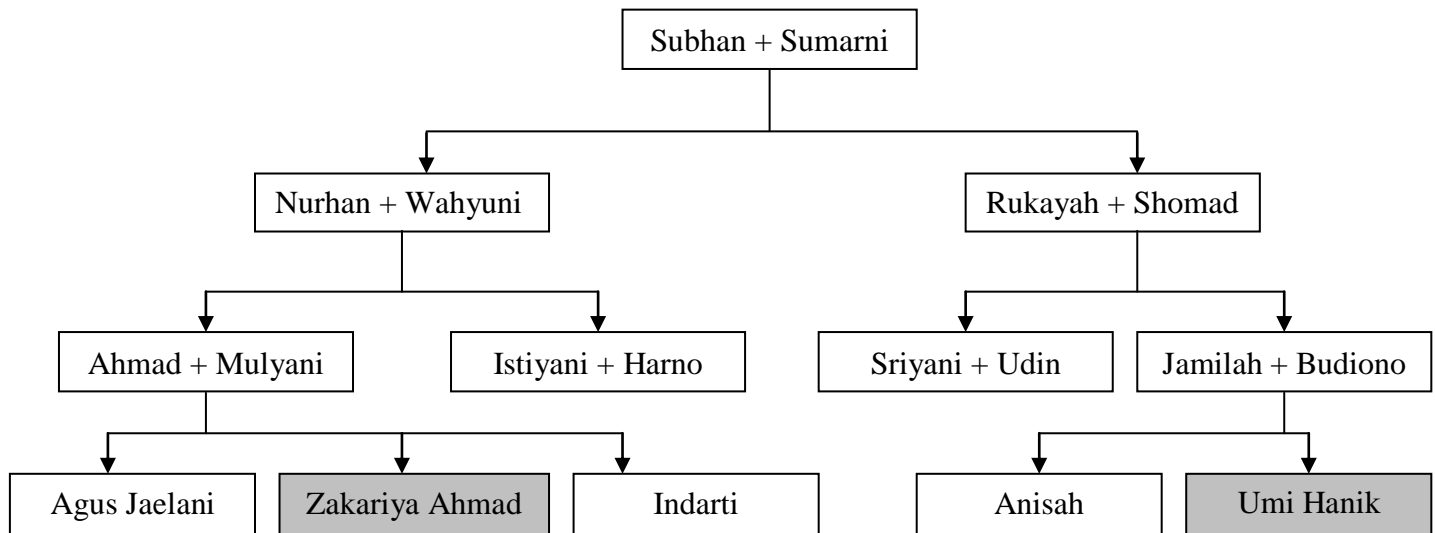 Subhan + Sumarni
Nurhan + Wahyuni
Rukayah + Shomad
Ahmad + Mulyani
Istiyani + Harno
Sriyani + Udin
Jamilah + Budiono
Agus Jaelani
Zakariya Ahmad
Indarti
Anisah
Umi Hanik